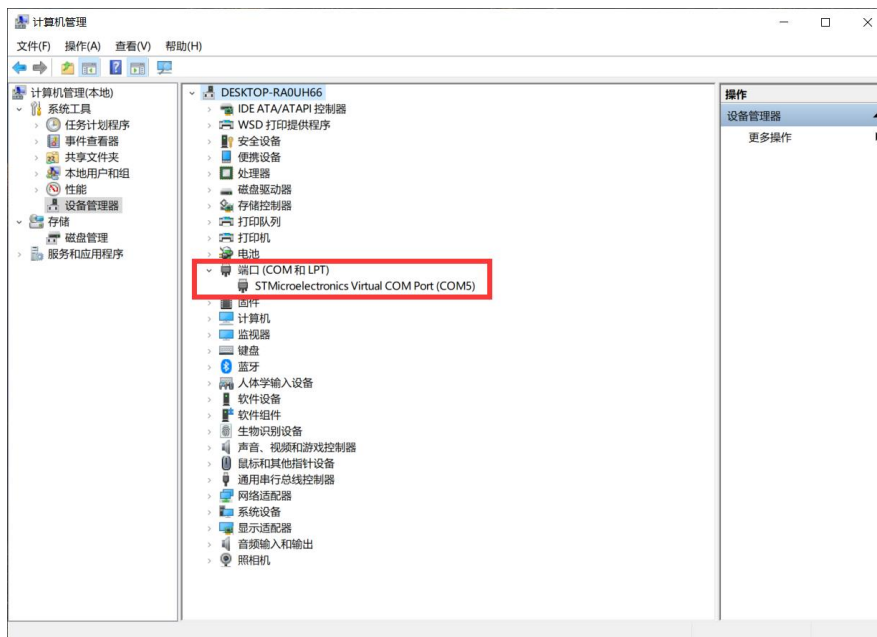 计算机管理
文件(F) 操作(A) 查看(V) 帮助(H)
计算机管理(本地)
系统工具
任务计划程序
事件查看器
共享文件夹
本地用户和组
性能
设备管理器
存储
磁盘管理
服务和应用程序
DESKTOP-RA0UH66
IDE ATA/ATAPI 控制器
WSD 打印提供程序
安全设备
便携设备
处理器
磁盘驱动器
存储控制器
打印队列
打印机
电池
端口 (COM 和 LPT)
STMicroelectronics Virtual COM Port (COM5)
固件
计算机
监视器
键盘
蓝牙
人体学输入设备
软件设备
软件组件
生物识别设备
声音、视频和游戏控制器
鼠标和其他指针设备
通用串行总线控制器
网络适配器
系统设备
显示适配器
音频输入和输出
照相机
操作
设备管理器
更多操作